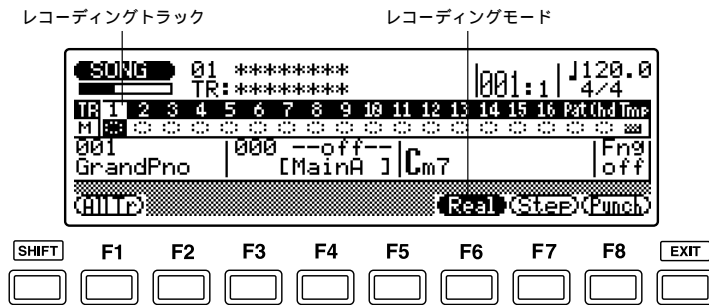 レコーディングトラック レコーディングモード
SONG 01 ******** 001:1 ♩120.0
TR:******** 4/4
TR 1 2 3 4 5 6 7 8 9 10 11 12 13 14 15 16 Pat Chd Tmp
M
001 000 --off-- Cm7 Fng
GrandPno [MainA ] off
AllTr Real Step Punch
SHIFT F1 F2 F3 F4 F5 F6 F7 F8 EXIT